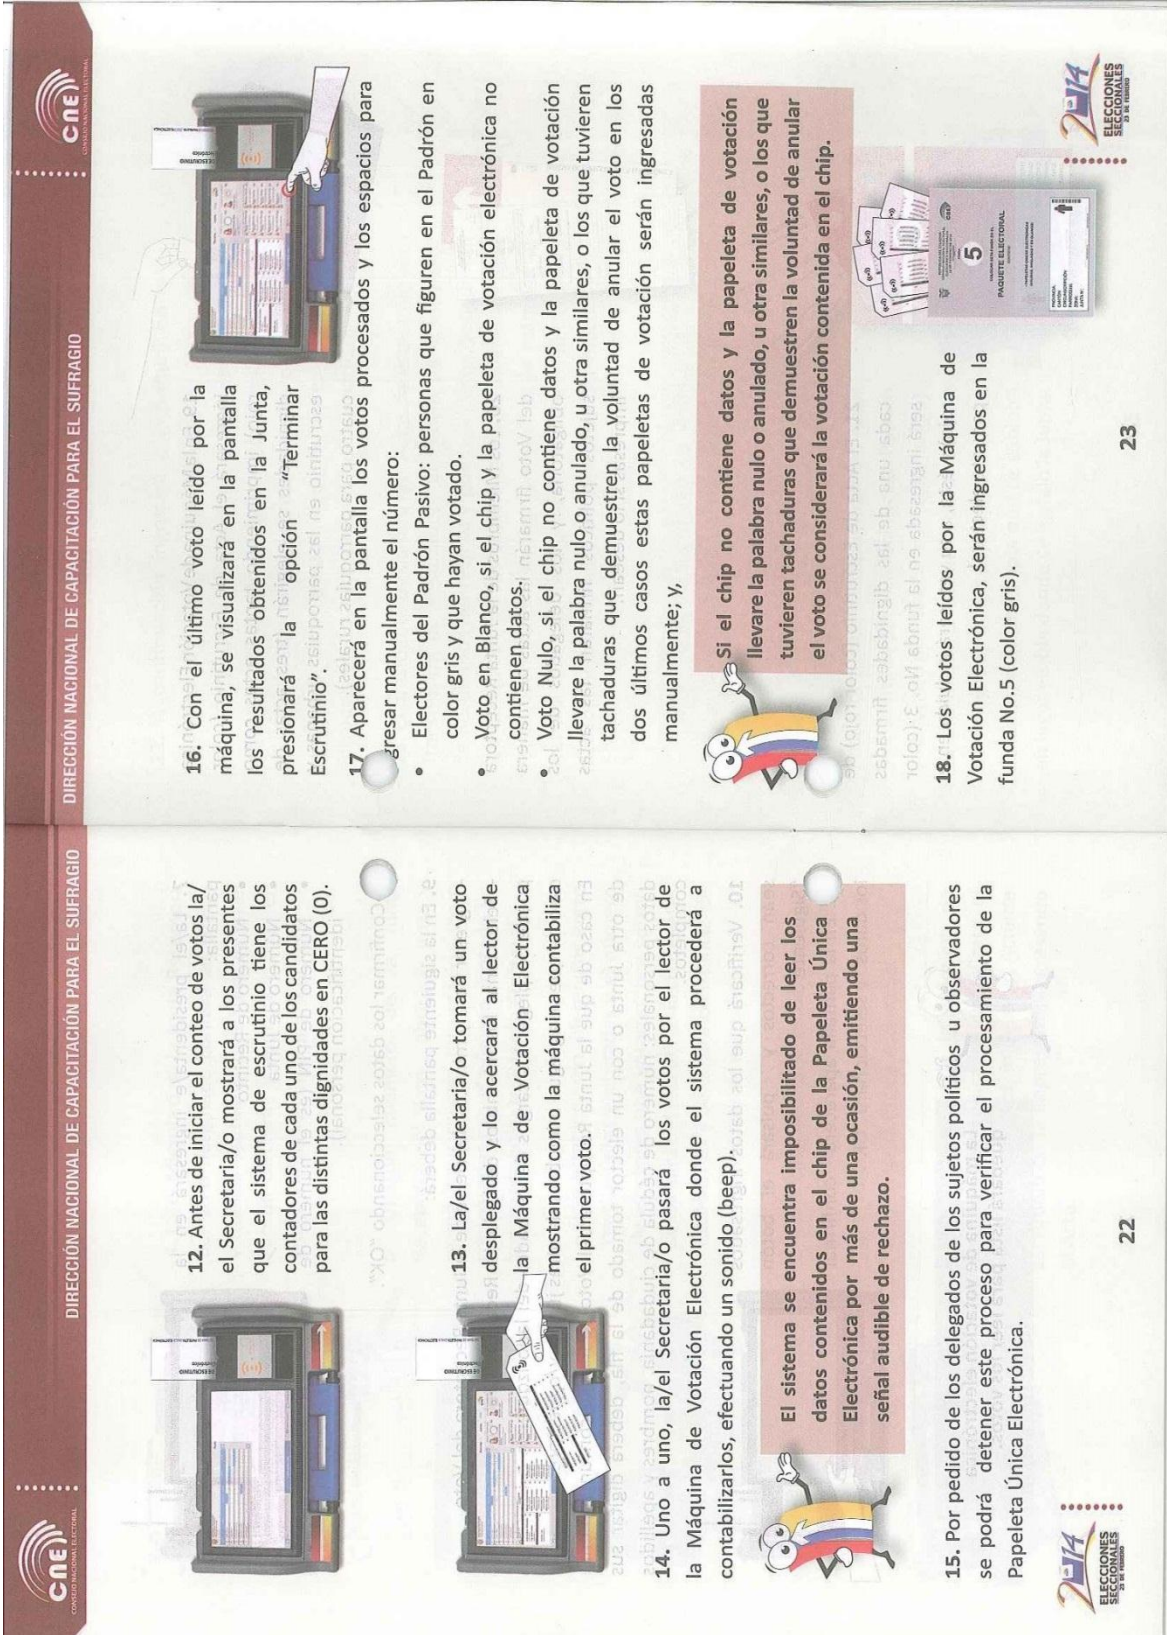 CNE
CONSEJO NACIONAL ELECTORAL
DIRECCIÓN NACIONAL DE CAPACITACIÓN PARA EL SUFRAGIO
12. Antes de iniciar el conteo de votos la/
el Secretaria/o mostrará a los presentes
que el sistema de escrutinio tiene los
contadores de cada uno de los candidatos
para las distintas dignidades en CERO (0).
13. La/el Secretaria/o tomará un voto
desplegado y lo acercará al lector de
la Máquina de Votación Electrónica
mostrando como la máquina contabiliza
el primer voto.
14. Uno a uno, la/el Secretaria/o pasará los votos por el lector de
la Máquina de Votación Electrónica donde el sistema procederá a
contabilizarlos, efectuando un sonido (beep).
El sistema se encuentra imposibilitado de leer los
datos contenidos en el chip de la Papeleta Única
Electrónica por más de una ocasión, emitiendo una
señal audible de rechazo.
15. Por pedido de los delegados de los sujetos políticos u observadores
se podrá detener este proceso para verificar el procesamiento de la
Papeleta Única Electrónica.
2014
ELECCIONES
SECCIONALES
23 DE FEBRERO
22
DIRECCIÓN NACIONAL DE CAPACITACIÓN PARA EL SUFRAGIO
CNE
CONSEJO NACIONAL ELECTORAL
16. Con el último voto leído por la
máquina, se visualizará en la pantalla
los resultados obtenidos en la Junta,
presionará la opción "Terminar
Escrutinio".
17. Aparecerá en la pantalla los votos procesados y los espacios para
gresar manualmente el número:
• Electores del Padrón Pasivo: personas que figuren en el Padrón en
color gris y que hayan votado.
• Voto en Blanco, si el chip y la papeleta de votación electrónica no
contienen datos.
• Voto Nulo, si el chip no contiene datos y la papeleta de votación
llevare la palabra nulo o anulado, u otra similares, o los que tuvieren
tachaduras que demuestren la voluntad de anular el voto en los
dos últimos casos estas papeletas de votación serán ingresadas
manualmente; y,
Si el chip no contiene datos y la papeleta de votación
llevare la palabra nulo o anulado, u otra similares, o los que
tuvieren tachaduras que demuestren la voluntad de anular
el voto se considerará la votación contenida en el chip.
18. Los votos leídos por la Máquina de
Votación Electrónica, serán ingresados en la
funda No.5 (color gris).
5
PAQUETE ELECTORAL
23
2014
ELECCIONES
SECCIONALES
23 DE FEBRERO